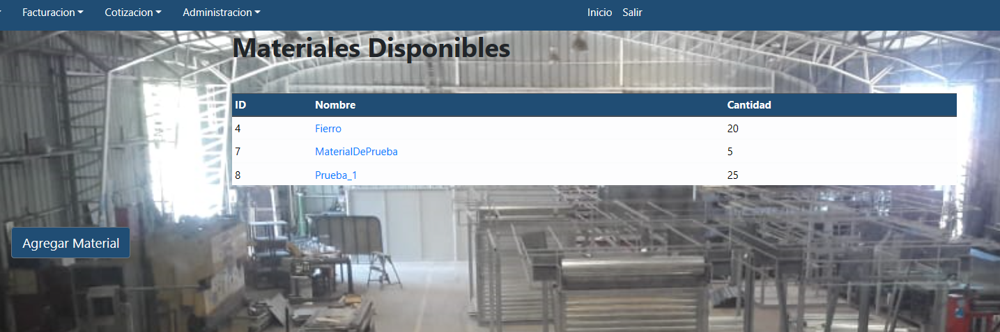 Facturacion Cotizacion Administracion Inicio Salir
Materiales Disponibles
ID Nombre Cantidad
4 Fierro 20
7 MaterialDePrueba 5
8 Prueba_1 25
Agregar Material